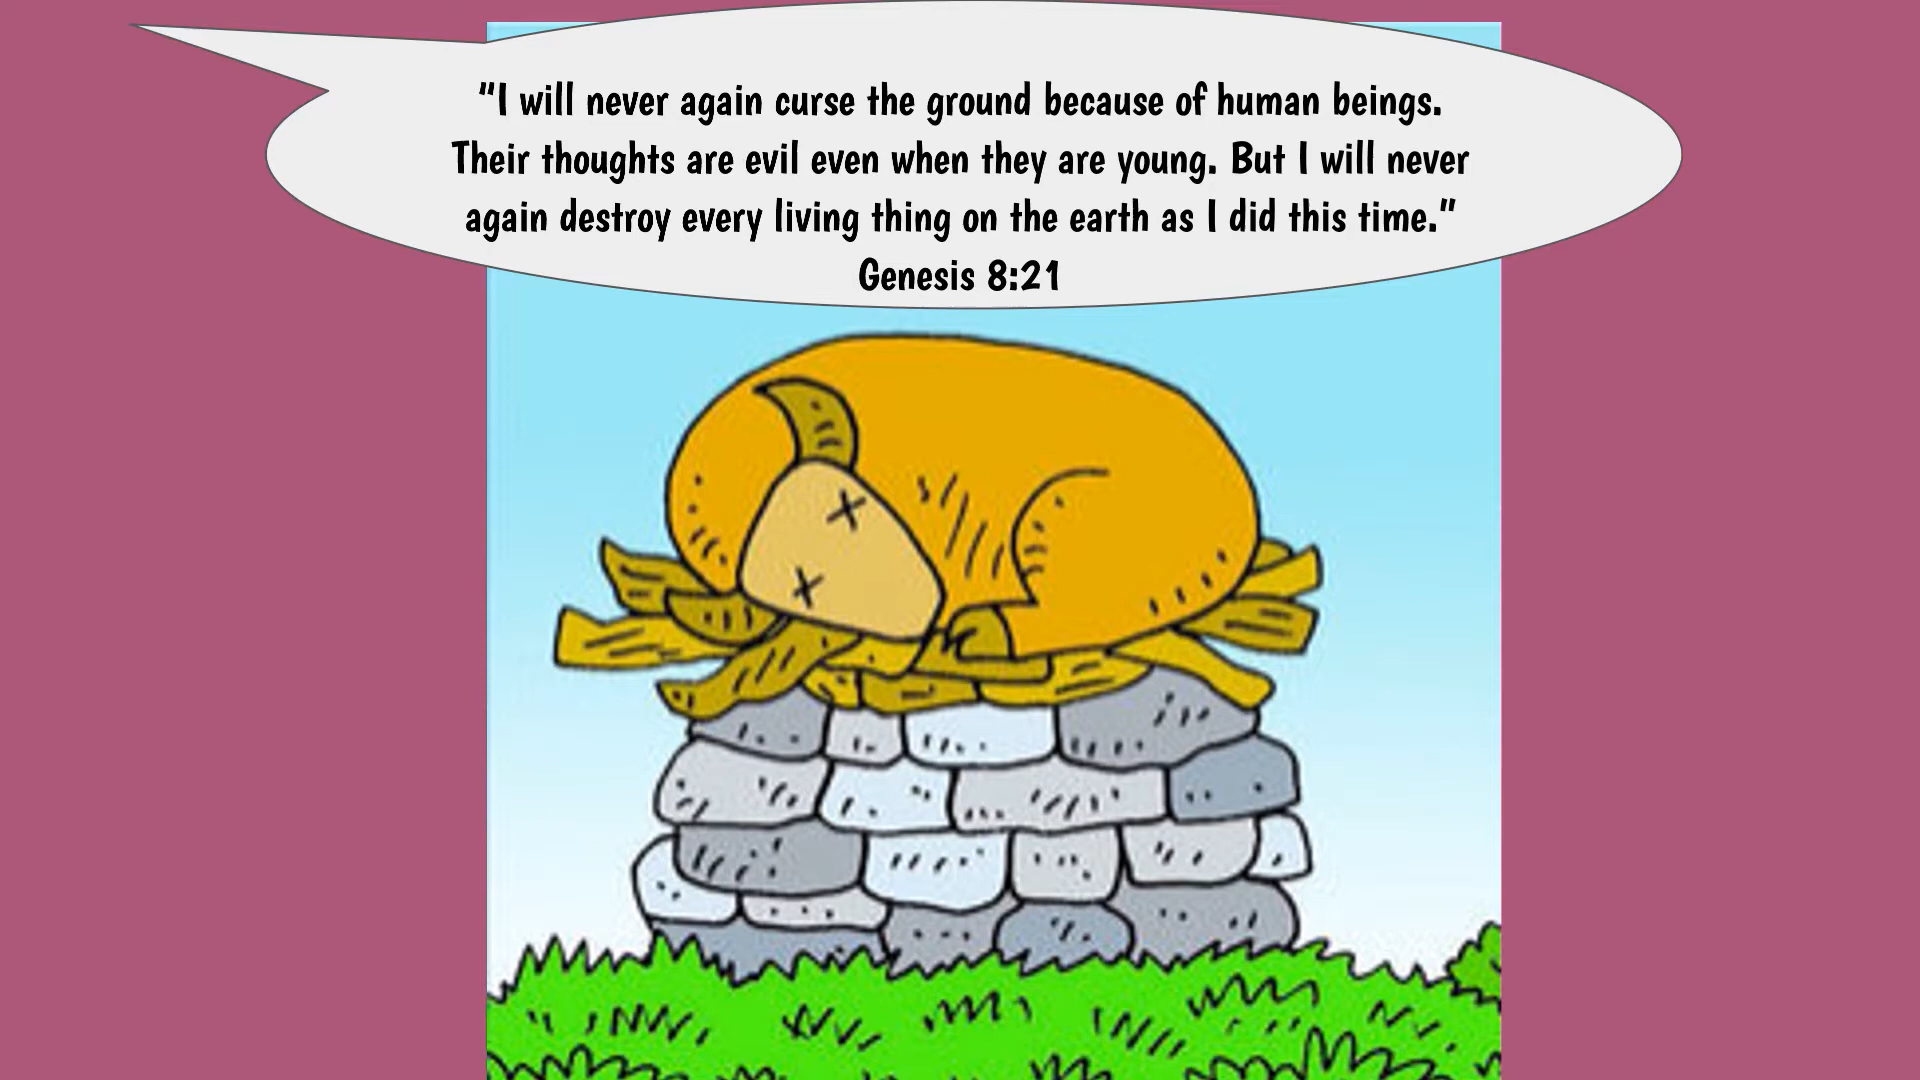 "I will never again curse the ground because of human beings.
Their thoughts are evil even when they are young. But I will never
again destroy every living thing on the earth as I did this time."
Genesis 8:21